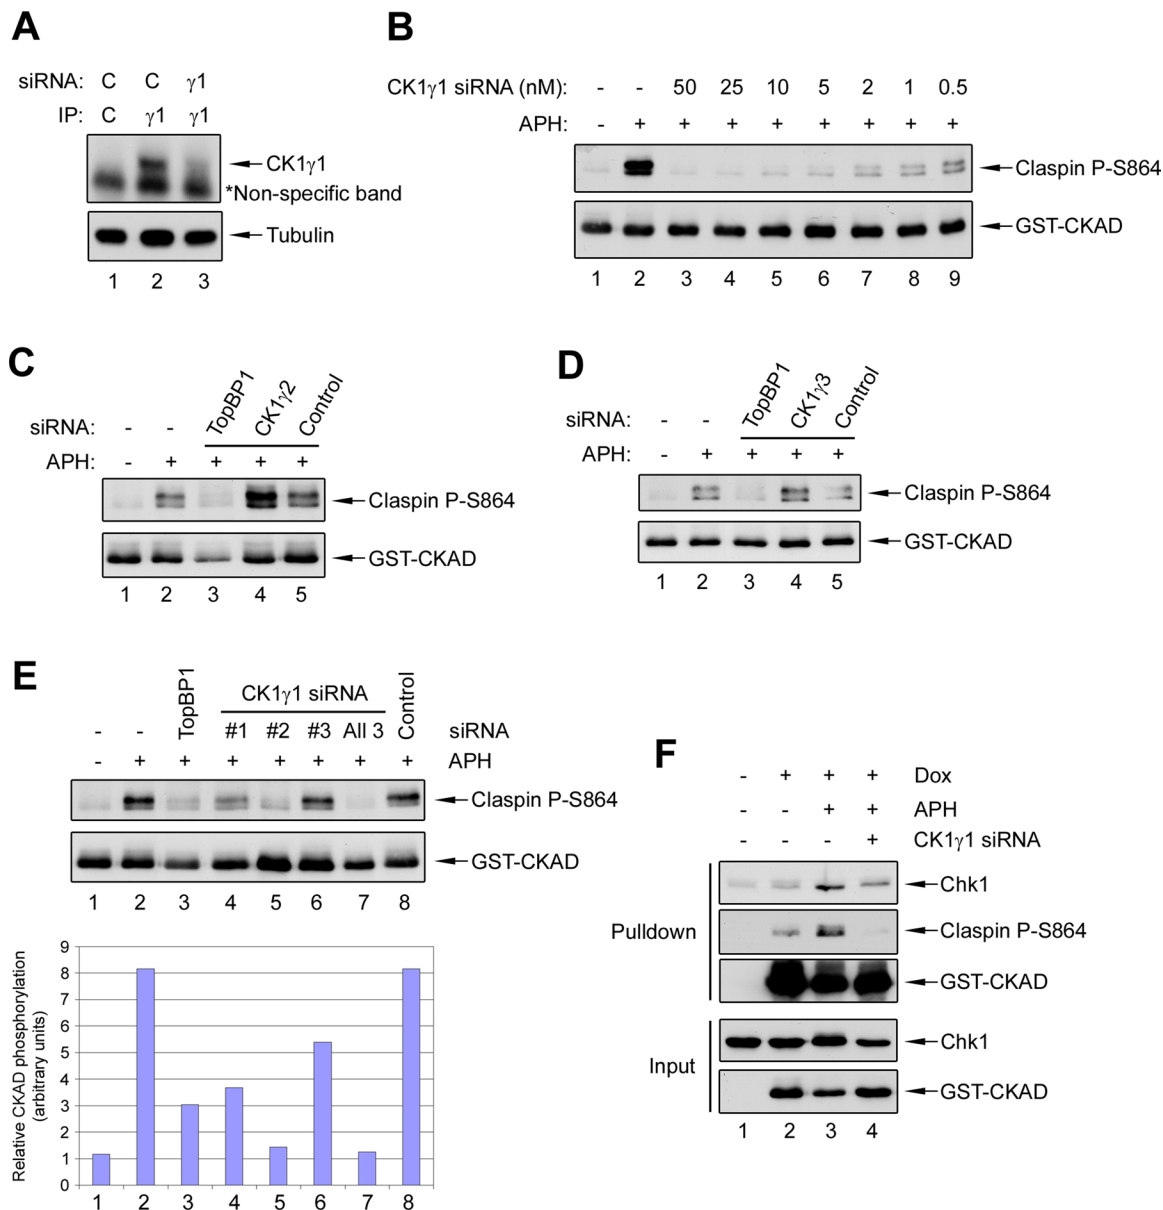 A
siRNA: C C γ1
IP: C γ1 γ1
CK1γ1
*Non-specific band
Tubulin
1 2 3
B
CK1γ1 siRNA (nM): - - 50 25 10 5 2 1 0.5
APH: - + + + + + + + +
Claspin P-S864
GST-CKAD
1 2 3 4 5 6 7 8 9
C
siRNA: - - TopBP1 CK1γ2 Control
APH: - + + + +
Claspin P-S864
GST-CKAD
1 2 3 4 5
D
siRNA: - - TopBP1 CK1γ3 Control
APH: - + + + +
Claspin P-S864
GST-CKAD
1 2 3 4 5
E
CK1γ1 siRNA
- - TopBP1 #1 #2 #3 All 3 Control siRNA
- + + + + + + + APH
Claspin P-S864
GST-CKAD
1 2 3 4 5 6 7 8
Relative CKAD phosphorylation
(arbitrary units)
9
8
7
6
5
4
3
2
1
0
1 2 3 4 5 6 7 8
F
- + + + Dox
- - + + APH
- - - + CK1γ1 siRNA
Pulldown
Chk1
Claspin P-S864
GST-CKAD
Input
Chk1
GST-CKAD
1 2 3 4